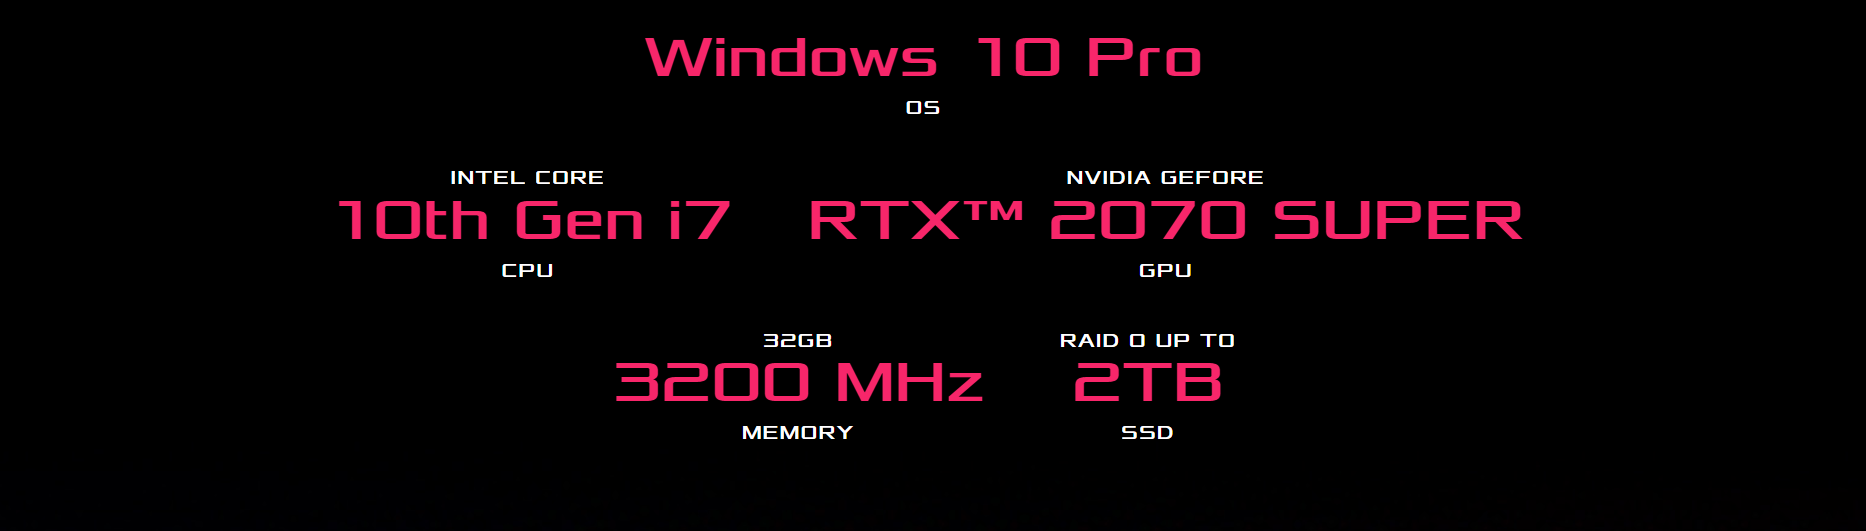 Windows 10 Pro
OS
INTEL CORE
10th Gen i7
CPU
NVIDIA GEFORE
RTX™ 2070 SUPER
GPU
32GB
3200 MHz
MEMORY
RAID 0 UP TO
2TB
SSD